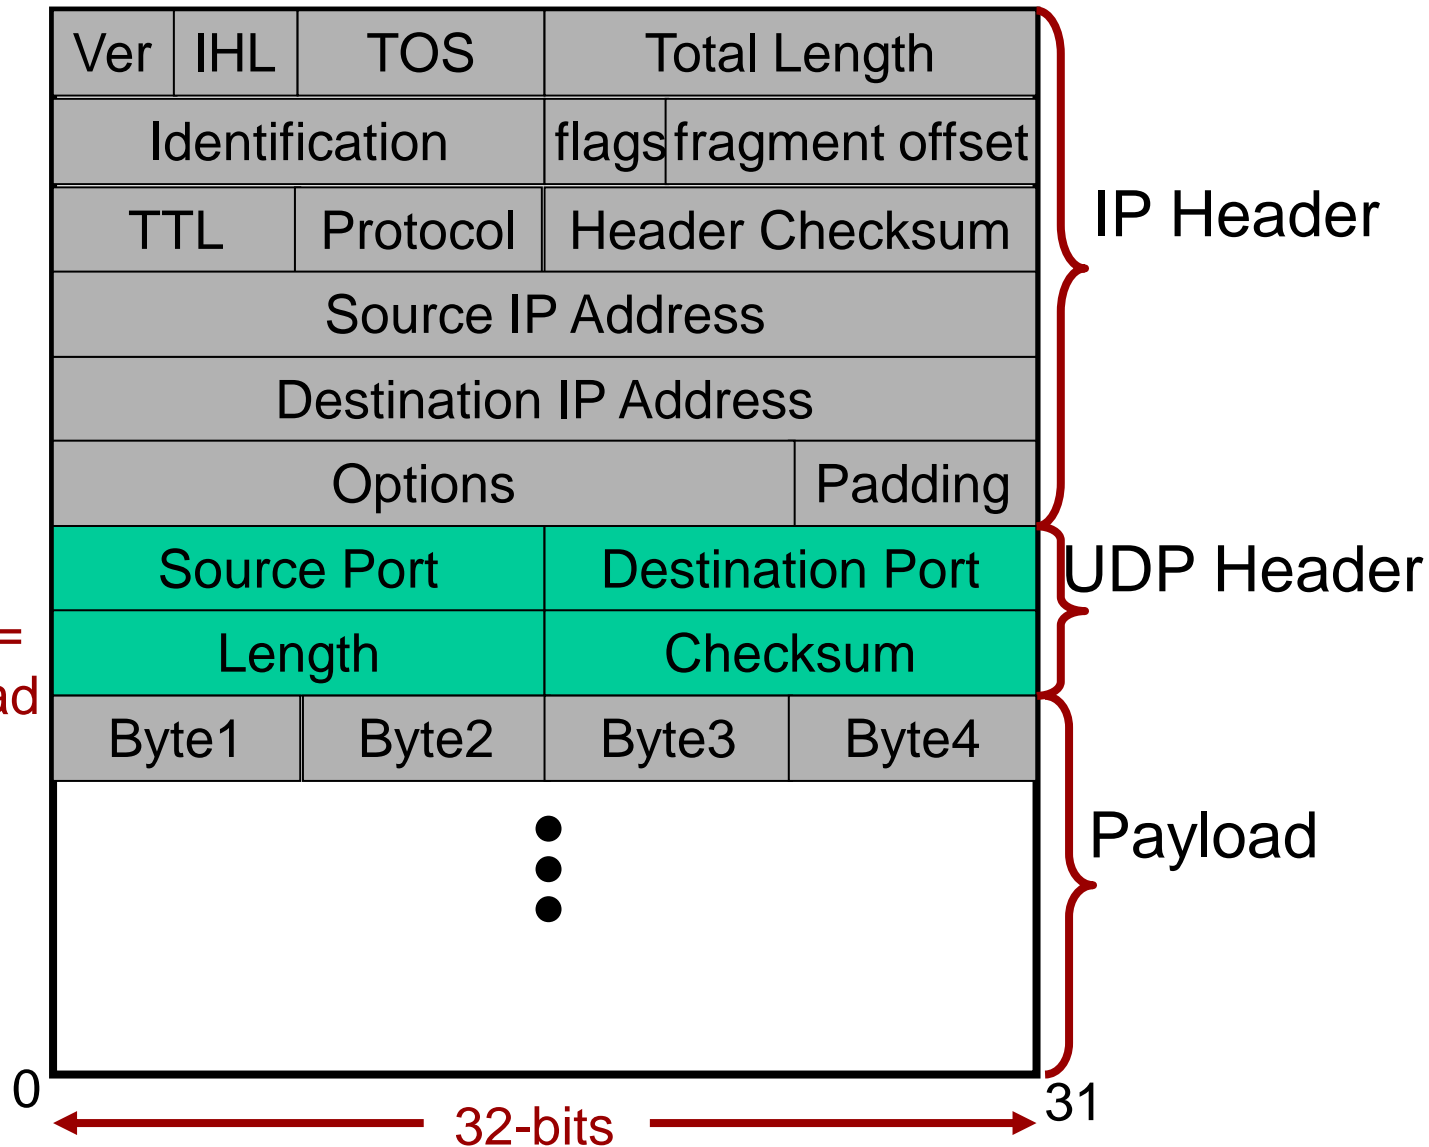 Ver IHL TOS Total Length
Identification flags fragment offset
TTL Protocol Header Checksum
IP Header
Source IP Address
Destination IP Address
Options Padding
Source Port Destination Port
UDP Header
=
Length Checksum
ad
Byte1 Byte2 Byte3 Byte4
Payload
0
31
32-bits